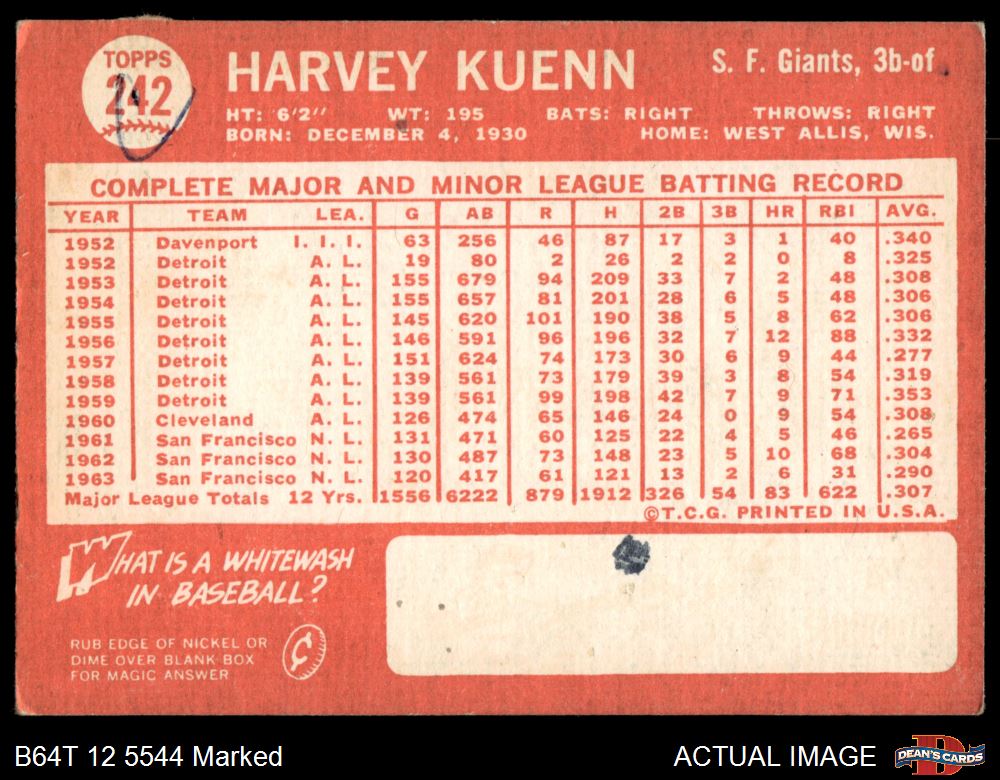 TOPPS
242
HARVEY KUENN
S. F. Giants, 3b-of
HT: 6'2" WT: 195 BATS: RIGHT THROWS: RIGHT
BORN: DECEMBER 4, 1930 HOME: WEST ALLIS, WIS.
COMPLETE MAJOR AND MINOR LEAGUE BATTING RECORD
YEAR TEAM LEA. G AB R H 2B 3B HR RBI AVG.
1952 Davenport I. I. I. 63 256 46 87 17 3 1 40 .340
1952 Detroit A. L. 19 80 2 26 2 2 0 8 .325
1953 Detroit A. L. 155 679 94 209 33 7 2 48 .308
1954 Detroit A. L. 155 657 81 201 28 6 5 48 .306
1955 Detroit A. L. 145 620 101 190 38 5 8 62 .306
1956 Detroit A. L. 146 591 96 196 32 7 12 88 .332
1957 Detroit A. L. 151 624 74 173 30 6 9 44 .277
1958 Detroit A. L. 139 561 73 179 39 3 8 54 .319
1959 Detroit A. L. 139 561 99 198 42 7 9 71 .353
1960 Cleveland A. L. 126 474 65 146 24 0 9 54 .308
1961 San Francisco N. L. 131 471 60 125 22 4 5 46 .265
1962 San Francisco N. L. 130 487 73 148 23 5 10 68 .304
1963 San Francisco N. L. 120 417 61 121 13 2 6 31 .290
Major League Totals 12 Yrs. 1556 6222 879 1912 326 54 83 622 .307
©T.C.G. PRINTED IN U.S.A.
WHAT IS A WHITEWASH
IN BASEBALL?
RUB EDGE OF NICKEL OR
DIME OVER BLANK BOX
FOR MAGIC ANSWER
¢
B64T 12 5544 Marked
ACTUAL IMAGE
DEAN'S CARDS